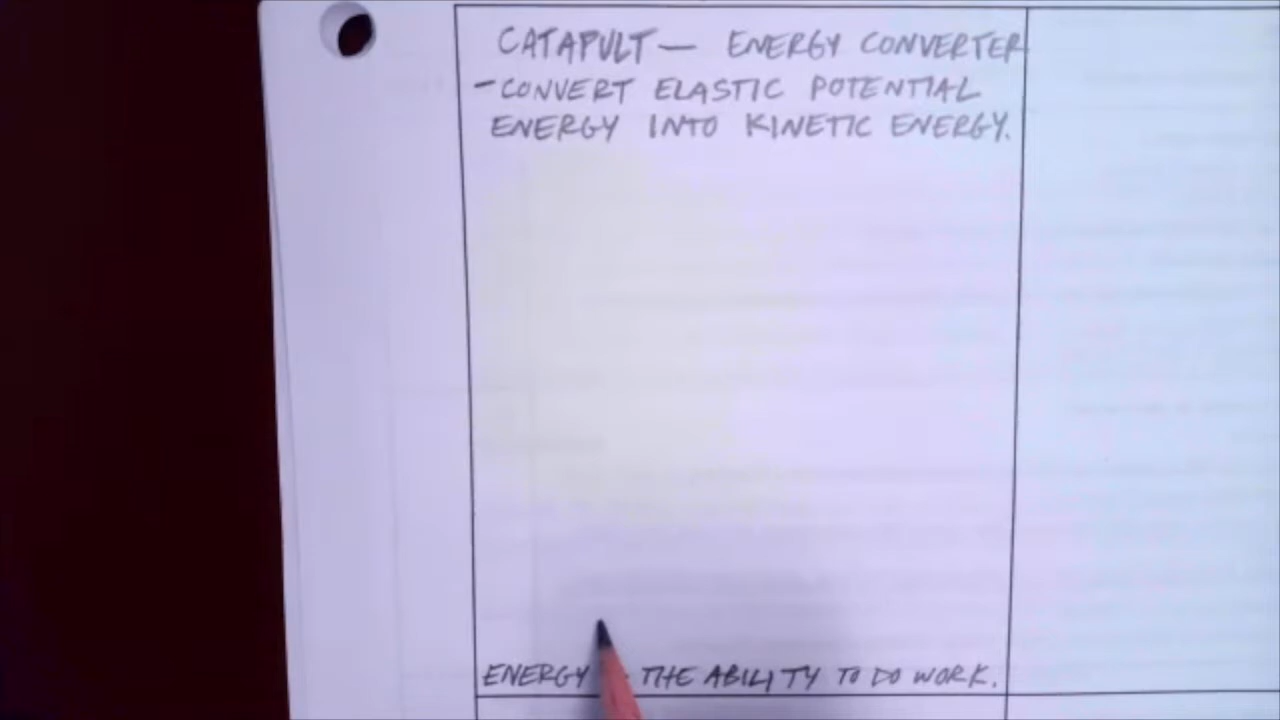 CATAPULT — ENERGY CONVERTER
- CONVERT ELASTIC POTENTIAL
ENERGY INTO KINETIC ENERGY.
ENERGY - THE ABILITY TO DO WORK.